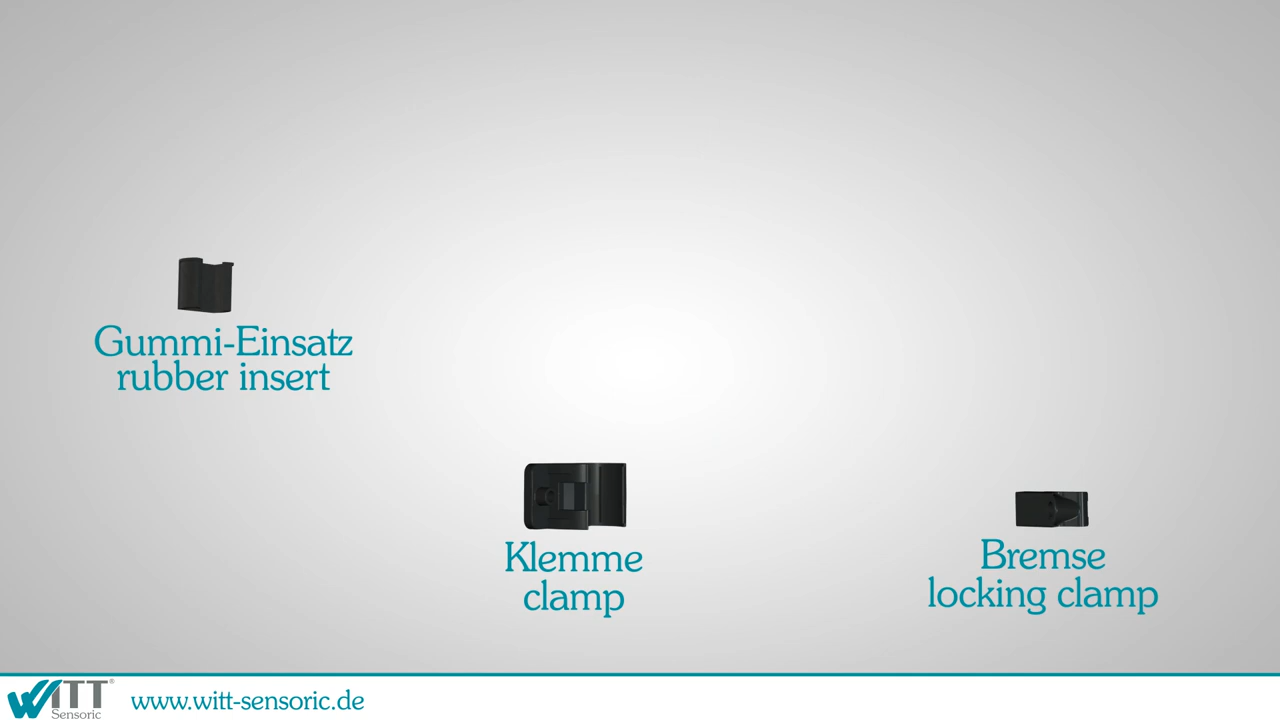 Gummi-Einsatz
rubber insert
Klemme
clamp
Bremse
locking clamp
WITT®
Sensoric
www.witt-sensoric.de